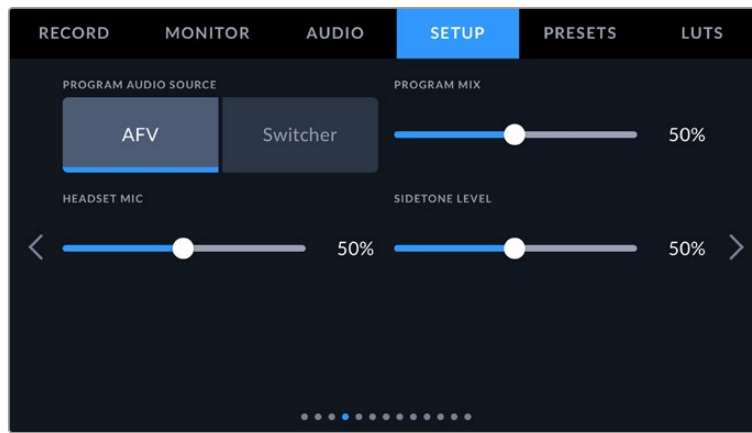 RECORD MONITOR AUDIO SETUP PRESETS LUTS
PROGRAM AUDIO SOURCE PROGRAM MIX
AFV Switcher 50%
HEADSET MIC SIDETONE LEVEL
50% 50%